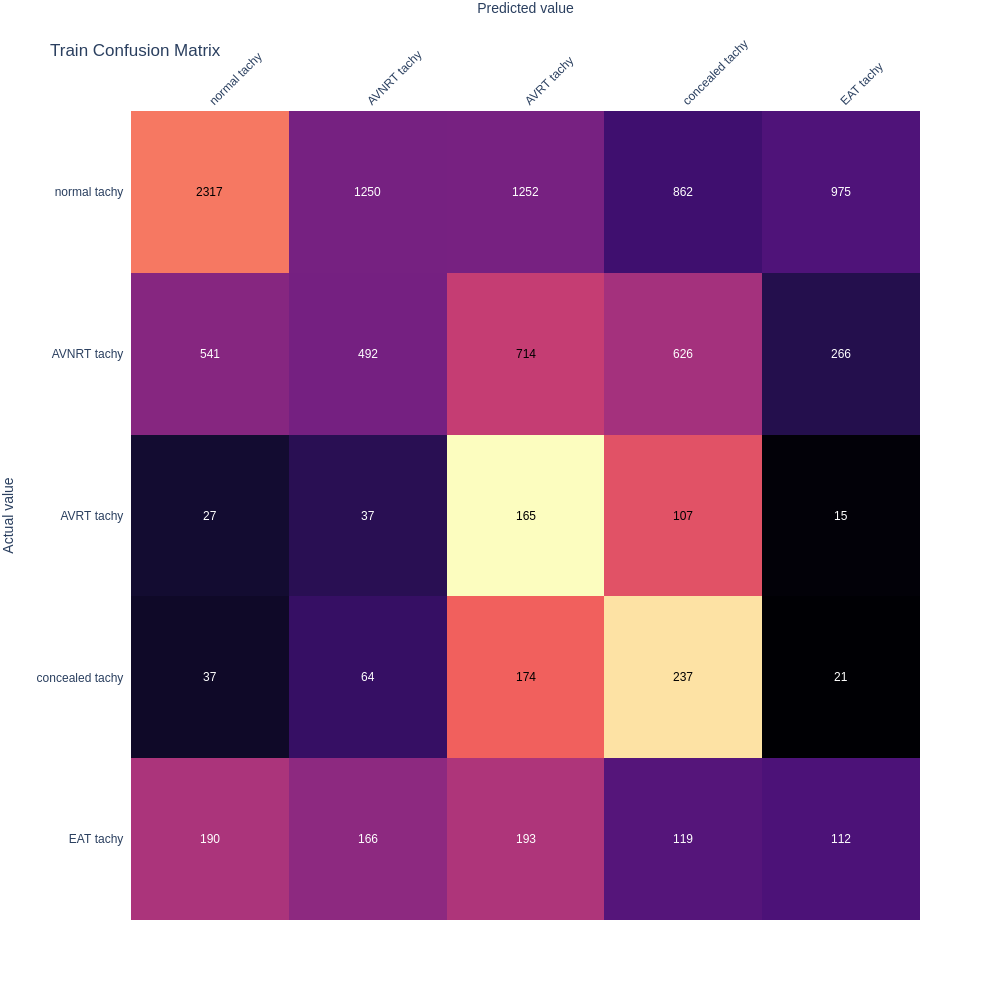 Predicted value
Train Confusion Matrix
normal tachy
AVNRT tachy
AVRT tachy
concealed tachy
EAT tachy
normal tachy 2317 1250 1252 862 975
AVNRT tachy 541 492 714 626 266
Actual value
AVRT tachy 27 37 165 107 15
concealed tachy 37 64 174 237 21
EAT tachy 190 166 193 119 112